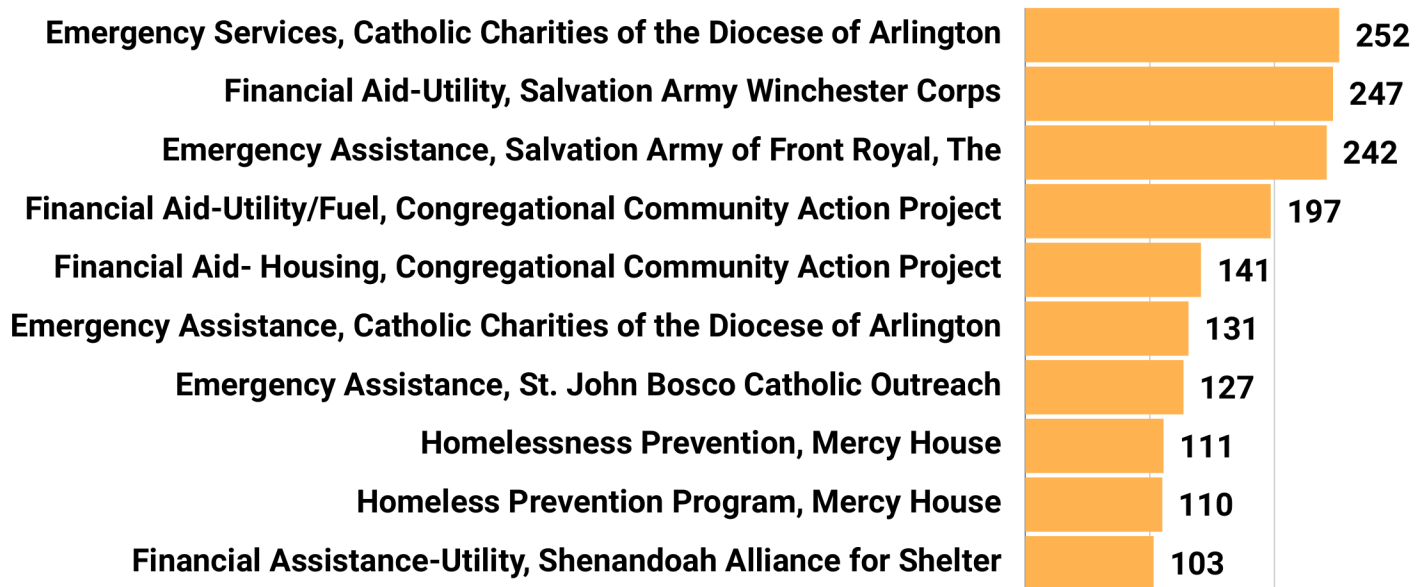 Emergency Services, Catholic Charities of the Diocese of Arlington 252
Financial Aid-Utility, Salvation Army Winchester Corps 247
Emergency Assistance, Salvation Army of Front Royal, The 242
Financial Aid-Utility/Fuel, Congregational Community Action Project 197
Financial Aid- Housing, Congregational Community Action Project 141
Emergency Assistance, Catholic Charities of the Diocese of Arlington 131
Emergency Assistance, St. John Bosco Catholic Outreach 127
Homelessness Prevention, Mercy House 111
Homeless Prevention Program, Mercy House 110
Financial Assistance-Utility, Shenandoah Alliance for Shelter 103